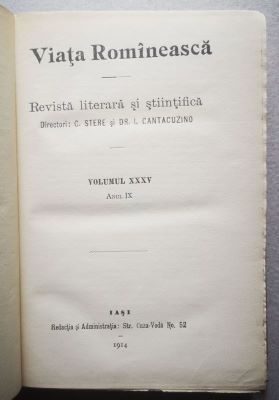 Viaţa Romînească
Revistă literară şi ştiinţifică
Directori: C. STERE şi DR. I. CANTACUZINO
VOLUMUL XXXV
Anul IX
IAŞI
Redacţia şi Administraţia: Str. Cuza-Vodă No. 52
1914